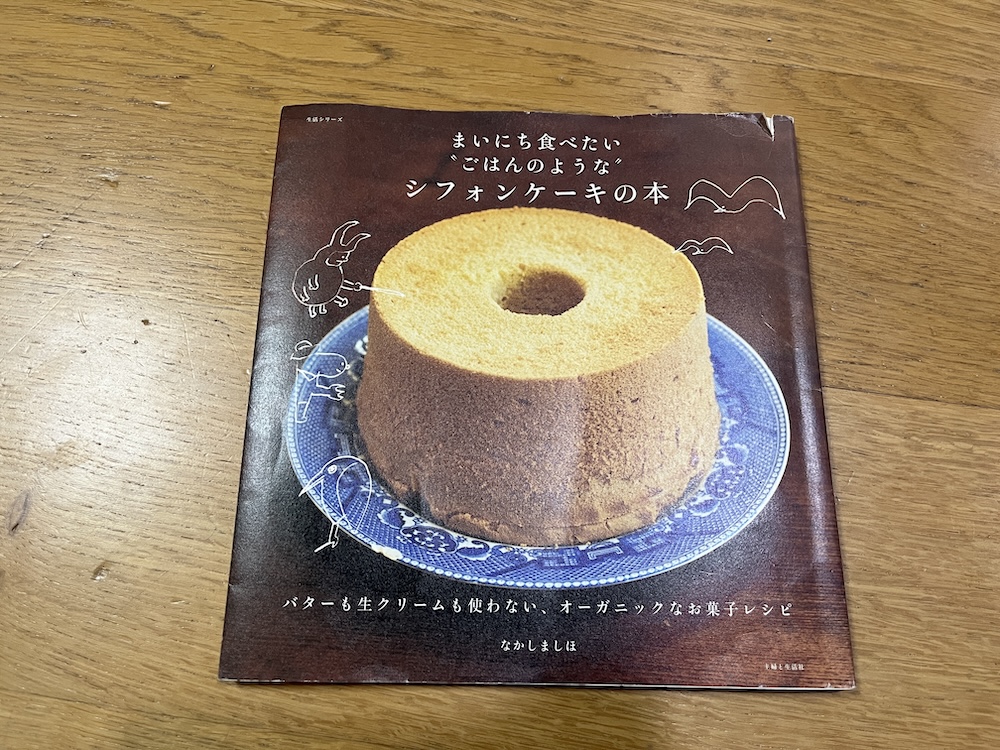 生活シリーズ
まいにち食べたい
〝ごはんのような〟
シフォンケーキの本
バターも生クリームも使わない、オーガニックなお菓子レシピ
なかしましほ
主婦と生活社